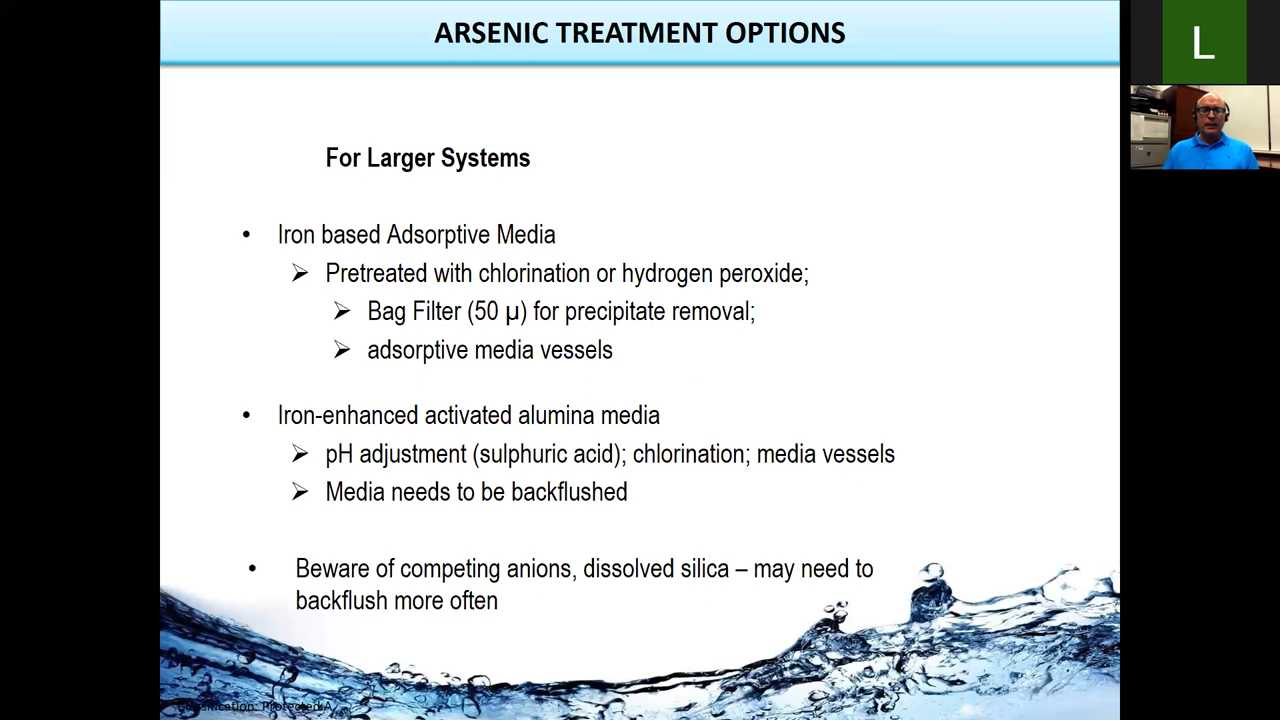 ARSENIC TREATMENT OPTIONS
L
For Larger Systems
• Iron based Adsorptive Media
➢ Pretreated with chlorination or hydrogen peroxide;
➢ Bag Filter (50 µ) for precipitate removal;
➢ adsorptive media vessels
• Iron-enhanced activated alumina media
➢ pH adjustment (sulphuric acid); chlorination; media vessels
➢ Media needs to be backflushed
• Beware of competing anions, dissolved silica – may need to
backflush more often
Classification: Protected A